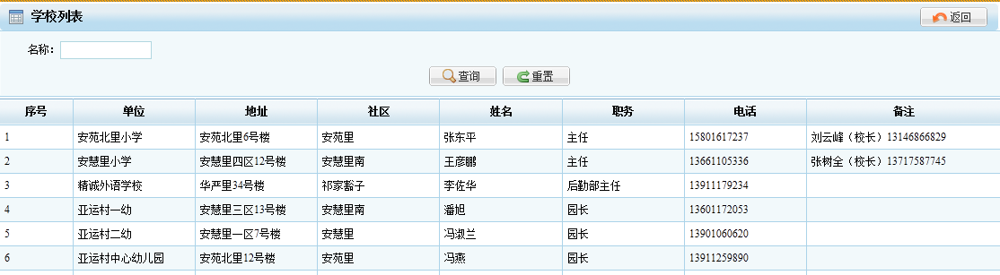 学校列表 返回
名称:
查询 重置
序号 单位 地址 社区 姓名 职务 电话 备注
1 安苑北里小学 安苑北里6号楼 安苑里 张东平 主任 15801617237 刘云峰（校长）13146866829
2 安慧里小学 安慧里四区12号楼 安慧里南 王彦鹏 主任 13661105336 张树全（校长）13717587745
3 精诚外语学校 华严里34号楼 祁家豁子 李佐华 后勤部主任 13911179234
4 亚运村一幼 安慧里三区13号楼 安慧里南 潘旭 园长 13601172053
5 亚运村二幼 安慧里一区7号楼 安慧里 冯淑兰 园长 13901060620
6 亚运村中心幼儿园 安苑北里12号楼 安苑里 冯燕 园长 13911259890